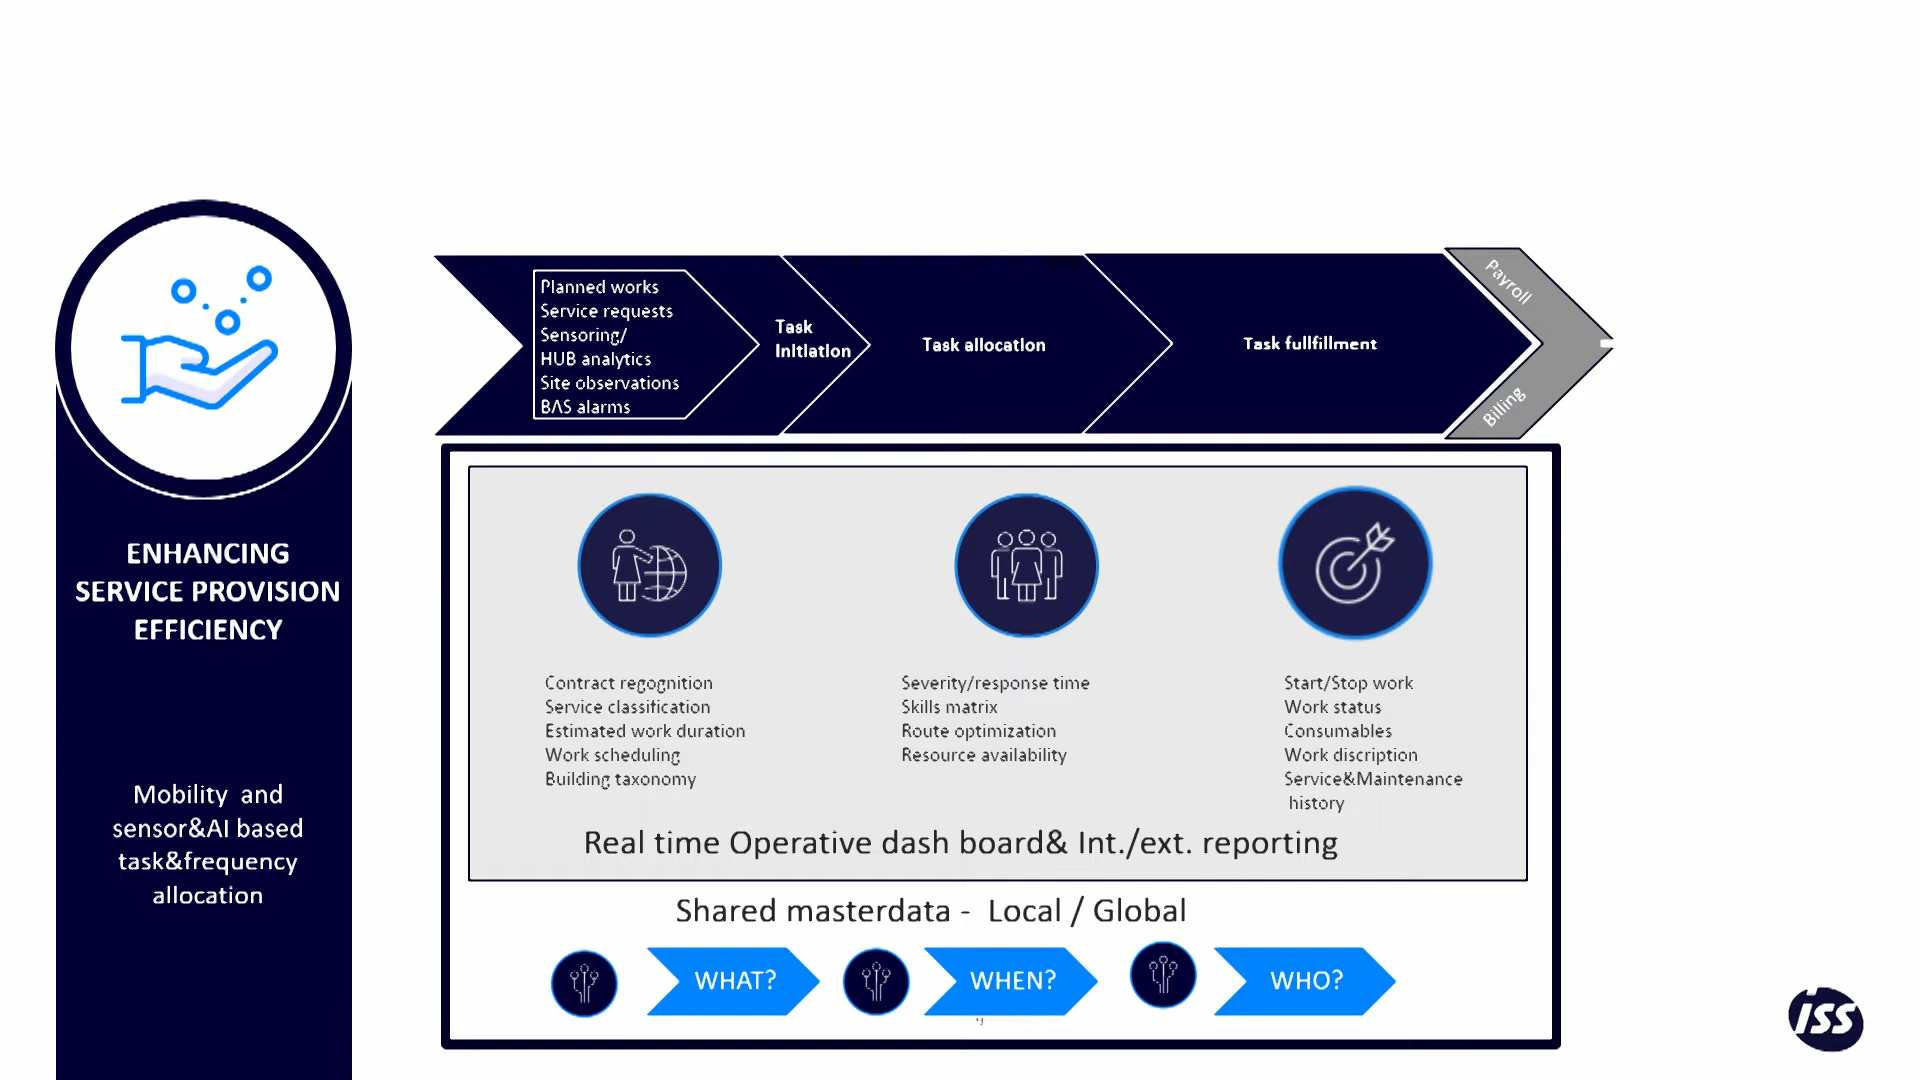 ENHANCING
SERVICE PROVISION
EFFICIENCY
Mobility and
sensor&AI based
task&frequency
allocation
Planned works
Service requests
Sensoring/
HUB analytics
Site observations
BAS alarms
Task
Initiation
Task allocation
Task fullfillment
Payroll
Billing
Contract regognition
Service classification
Estimated work duration
Work scheduling
Building taxonomy
Severity/response time
Skills matrix
Route optimization
Resource availability
Start/Stop work
Work status
Consumables
Work discription
Service&Maintenance
history
Real time Operative dash board& Int./ext. reporting
Shared masterdata - Local / Global
WHAT?
WHEN?
WHO?
ISS